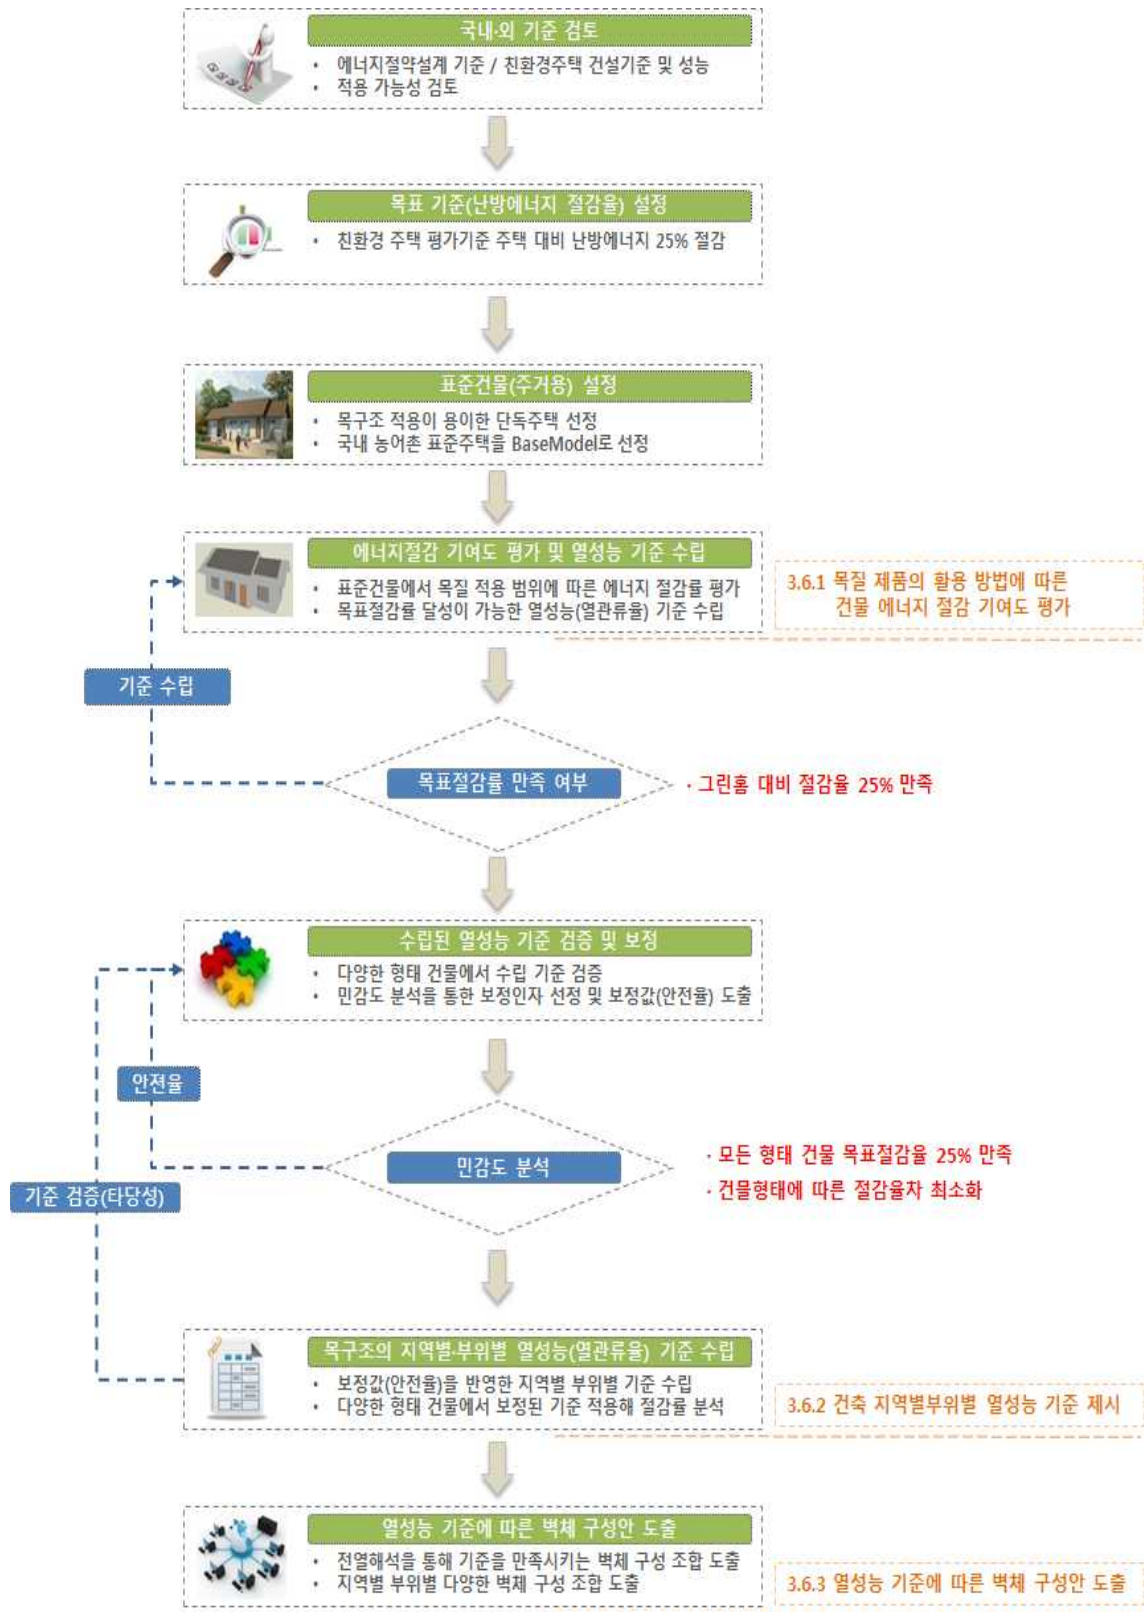 국내·외 기준 검토
• 에너지절약설계 기준 / 친환경주택 건설기준 및 성능
• 적용 가능성 검토
목표 기준(난방에너지 절감율) 설정
• 친환경 주택 평가기준 주택 대비 난방에너지 25% 절감
표준건물(주거용) 설정
• 목구조 적용이 용이한 단독주택 선정
• 국내 농어촌 표준주택을 BaseModel로 선정
에너지절감 기여도 평가 및 열성능 기준 수립
• 표준건물에서 목질 적용 범위에 따른 에너지 절감률 평가
• 목표절감률 달성이 가능한 열성능(열관류율) 기준 수립
3.6.1 목질 제품의 활용 방법에 따른
건물 에너지 절감 기여도 평가
기준 수립
목표절감률 만족 여부
· 그린홈 대비 절감율 25% 만족
수립된 열성능 기준 검증 및 보정
• 다양한 형태 건물에서 수립 기준 검증
• 민감도 분석을 통한 보정인자 선정 및 보정값(안전율) 도출
안전율
민감도 분석
· 모든 형태 건물 목표절감율 25% 만족
· 건물형태에 따른 절감율차 최소화
기준 검증(타당성)
목구조의 지역별·부위별 열성능(열관류율) 기준 수립
• 보정값(안전율)을 반영한 지역별 부위별 기준 수립
• 다양한 형태 건물에서 보정된 기준 적용해 절감률 분석
3.6.2 건축 지역별부위별 열성능 기준 제시
열성능 기준에 따른 벽체 구성안 도출
• 전열해석을 통해 기준을 만족시키는 벽체 구성 조합 도출
• 지역별 부위별 다양한 벽체 구성 조합 도출
3.6.3 열성능 기준에 따른 벽체 구성안 도출